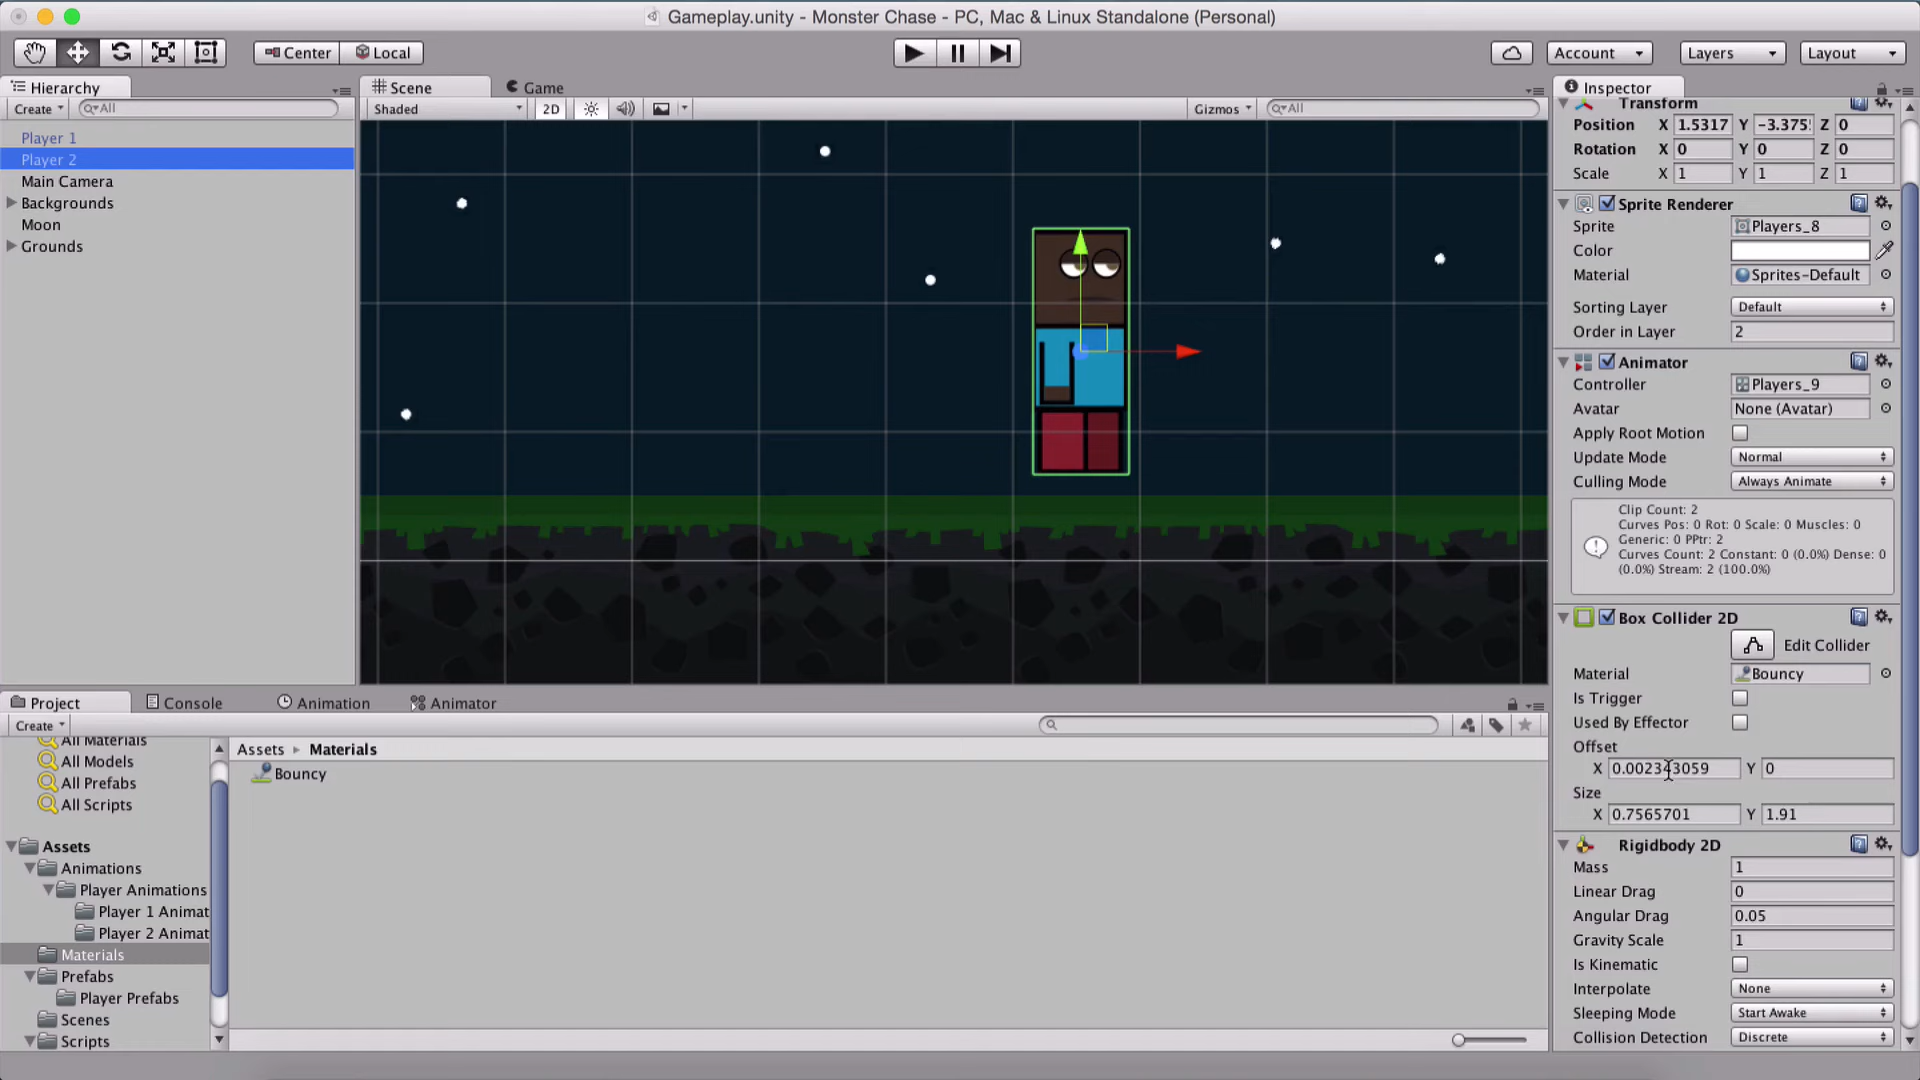 Gameplay.unity - Monster Chase - PC, Mac & Linux Standalone (Personal)
Center Local Account Layers Layout
Hierarchy
Create All
Player 1
Player 2
Main Camera
Backgrounds
Moon
Grounds
Scene Game
Shaded 2D Gizmos All
Inspector
Transform
Position X 1.5317 Y -3.375 Z 0
Rotation X 0 Y 0 Z 0
Scale X 1 Y 1 Z 1
Sprite Renderer
Sprite Players_8
Color
Material Sprites-Default
Sorting Layer Default
Order in Layer 2
Animator
Controller Players_9
Avatar None (Avatar)
Apply Root Motion
Update Mode Normal
Culling Mode Always Animate
Clip Count: 2
Curves Pos: 0 Rot: 0 Scale: 0 Muscles: 0
Generic: 0 PPtr: 2
Curves Count: 2 Constant: 0 (0.0%) Dense: 0
(0.0%) Stream: 2 (100.0%)
Box Collider 2D
Edit Collider
Material Bouncy
Is Trigger
Used By Effector
Offset
X 0.002343059 Y 0
Size
X 0.7565701 Y 1.91
Rigidbody 2D
Mass 1
Linear Drag 0
Angular Drag 0.05
Gravity Scale 1
Is Kinematic
Interpolate None
Sleeping Mode Start Awake
Collision Detection Discrete
Project Console Animation Animator
Create
All Materials
All Models
All Prefabs
All Scripts
Assets
Animations
Player Animations
Player 1 Animat
Player 2 Animat
Materials
Prefabs
Player Prefabs
Scenes
Scripts
Assets Materials
Bouncy